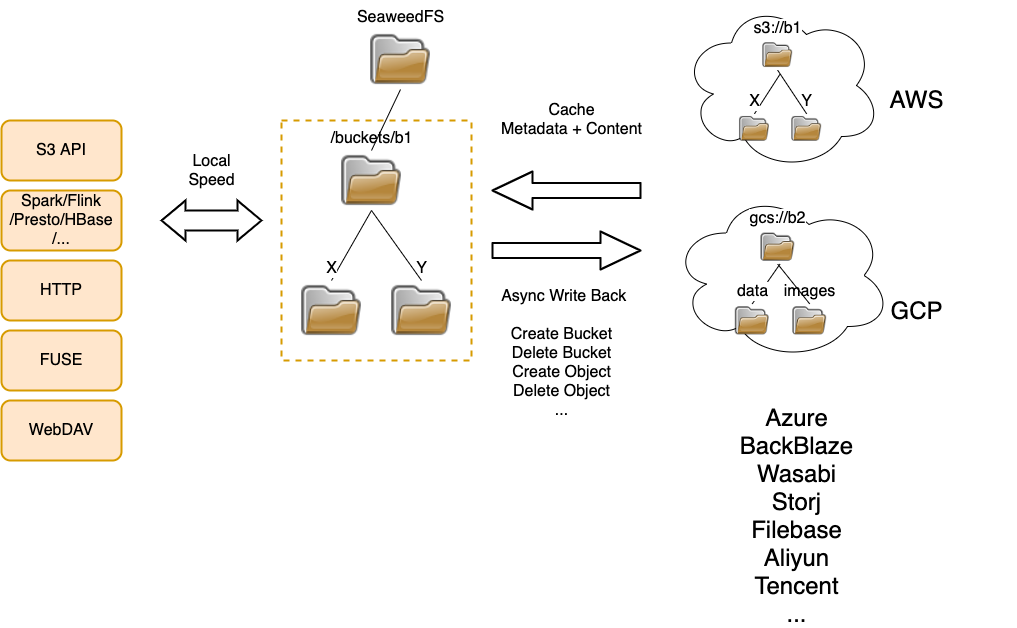 SeaweedFS
/buckets/b1
X
Y
S3 API
Spark/Flink
/Presto/HBase
/...
HTTP
FUSE
WebDAV
Local
Speed
Cache
Metadata + Content
Async Write Back
Create Bucket
Delete Bucket
Create Object
Delete Object
...
s3://b1
X
Y
AWS
gcs://b2
data
images
GCP
Azure
BackBlaze
Wasabi
Storj
Filebase
Aliyun
Tencent
...